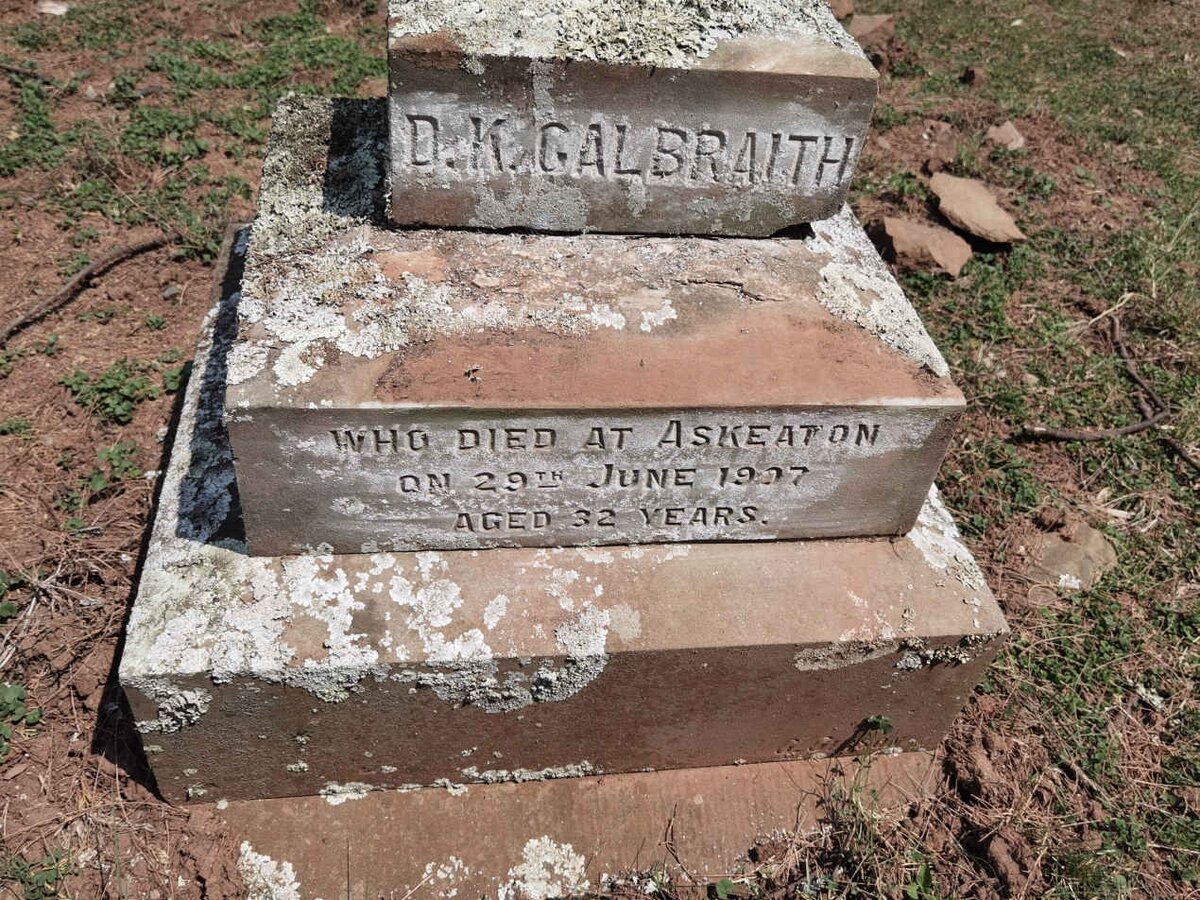 D. K. GALBRAITH
WHO DIED AT ASKEATON
ON 29TH JUNE 1907
AGED 32 YEARS.